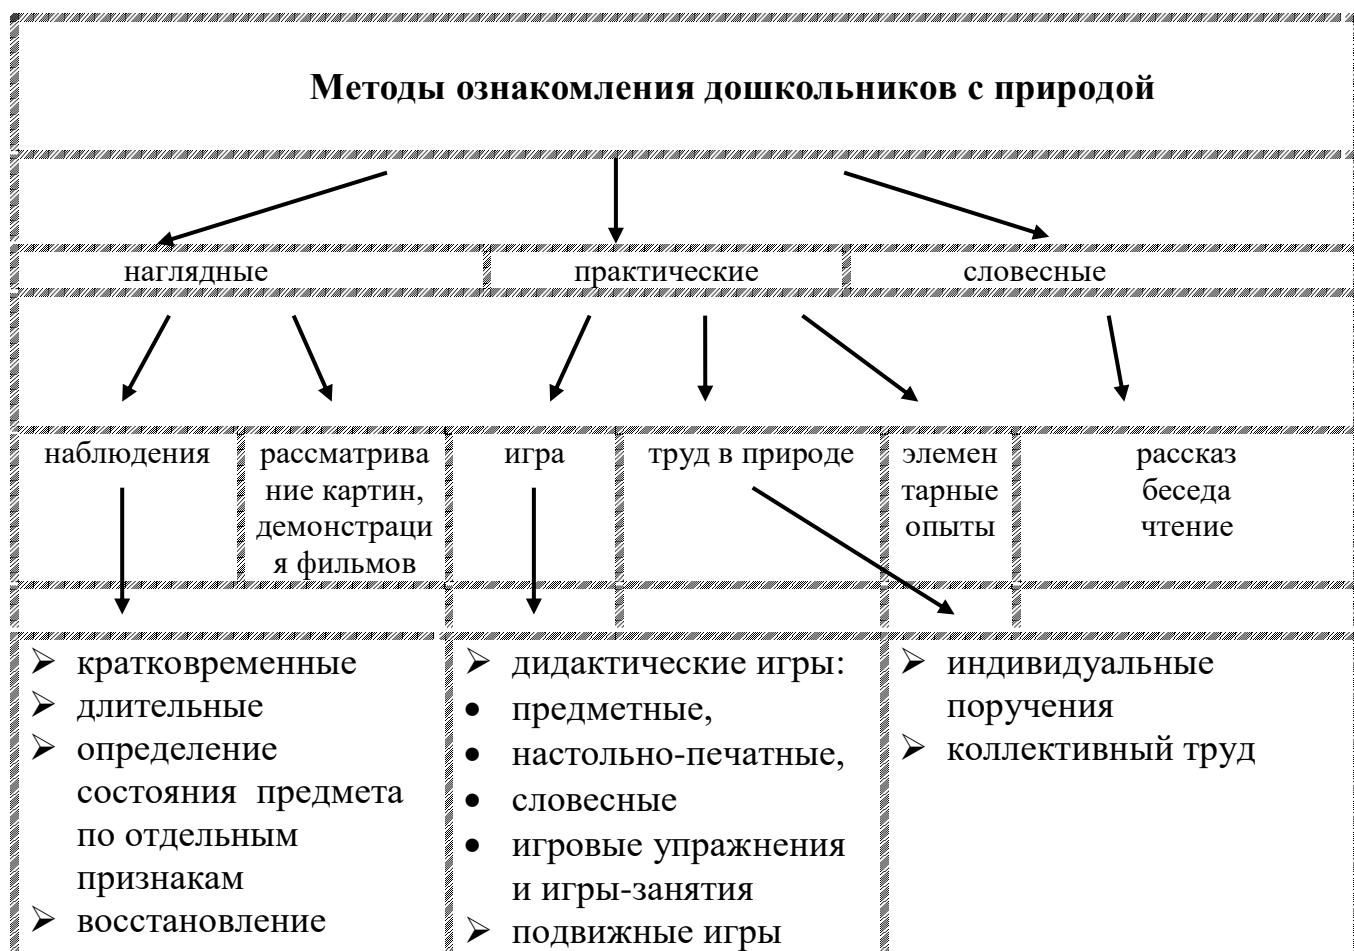 Методы ознакомления дошкольников с природой
наглядные
практические
словесные
наблюдения
рассматрива
ние картин,
демонстраци
я фильмов
игра
труд в природе
элемен
тарные
опыты
рассказ
беседа
чтение
➢ кратковременные
➢ длительные
➢ определение
состояния предмета
по отдельным
признакам
➢ восстановление
➢ дидактические игры:
• предметные,
• настольно-печатные,
• словесные
• игровые упражнения
и игры-занятия
➢ подвижные игры
➢ индивидуальные
поручения
➢ коллективный труд